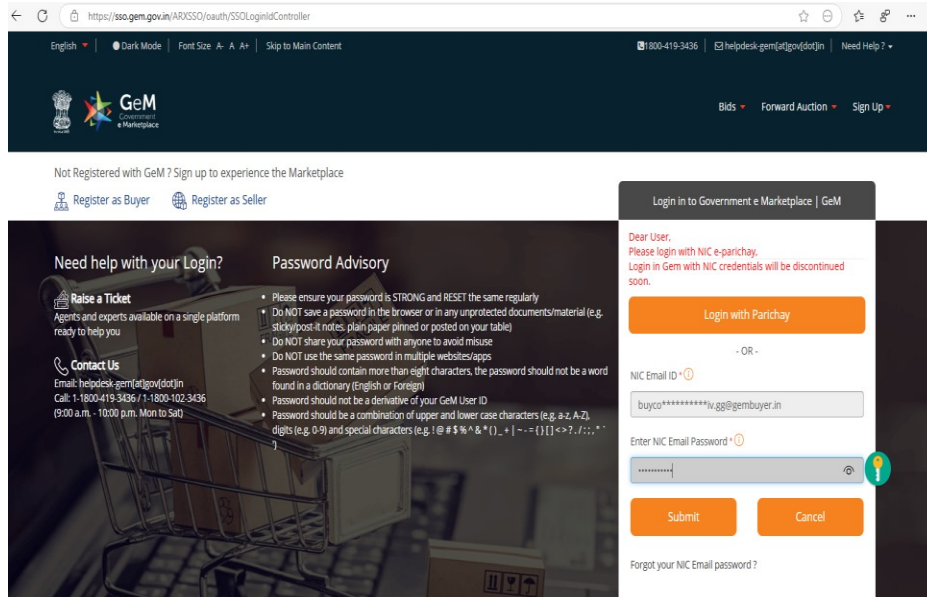 https://sso.gem.gov.in/ARXSSO/oauth/SSOLoginIdController
English
Dark Mode
Font Size A- A A+
Skip to Main Content
1800-419-3436
helpdesk-gem[at]gov[dot]in
Need Help ?
GeM
Government
e Marketplace
Bids
Forward Auction
Sign Up
Not Registered with GeM ? Sign up to experience the Marketplace
Register as Buyer
Register as Seller
Need help with your Login?
Raise a Ticket
Agents and experts available on a single platform
ready to help you
Contact Us
Email: helpdesk-gem[at]gov[dot]in
Call: 1-1800-419-3436 / 1-1800-102-3436
(9:00 a.m. - 10:00 p.m. Mon to Sat)
Password Advisory
• Please ensure your password is STRONG and RESET the same regularly
• Do NOT save a password in the browser or in any unprotected documents/material (e.g.
sticky/post-it notes, plain paper pinned or posted on your table)
• Do NOT share your password with anyone to avoid misuse
• Do NOT use the same password in multiple websites/apps
• Password should contain more than eight characters, the password should not be a word
found in a dictionary (English or Foreign)
• Password should not be a derivative of your GeM User ID
• Password should be a combination of upper and lower case characters (e.g. a-z, A-Z),
digits (e.g. 0-9) and special characters (e.g. ! @ # $ % ^ & * ( ) _ + | ~ - = { } [ ] < > ? . / : ; , " `
')
Login in to Government e Marketplace | GeM
Dear User,
Please login with NIC e-parichay,
Login in Gem with NIC credentials will be discontinued
soon.
Login with Parichay
- OR -
NIC Email ID *
buyco**********iv.gg@gembuyer.in
Enter NIC Email Password *
Submit
Cancel
Forgot your NIC Email password ?